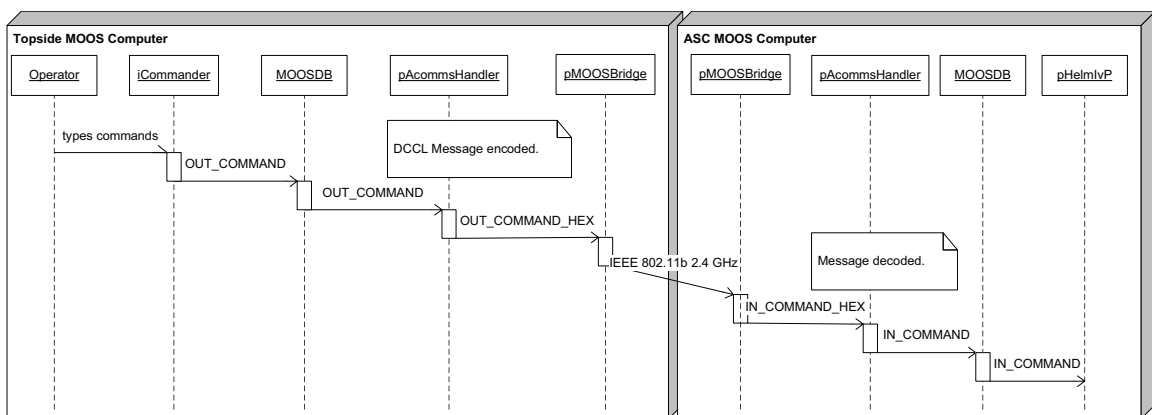 Topside MOOS Computer
ASC MOOS Computer
Operator
iCommander
MOOSDB
pAcommsHandler
pMOOSBridge
pMOOSBridge
pAcommsHandler
MOOSDB
pHelmIvP
types commands
DCCL Message encoded.
OUT_COMMAND
OUT_COMMAND
OUT_COMMAND_HEX
IEEE 802.11b 2.4 GHz
Message decoded.
IN_COMMAND_HEX
IN_COMMAND
IN_COMMAND